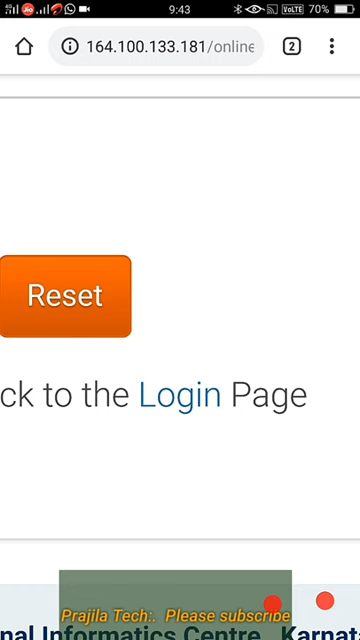 9:43
VoLTE 70%
164.100.133.181/online
2
Reset
ck to the Login Page
Prajila Tech:. Please subscribe
nal Informatics Centre, Karnat